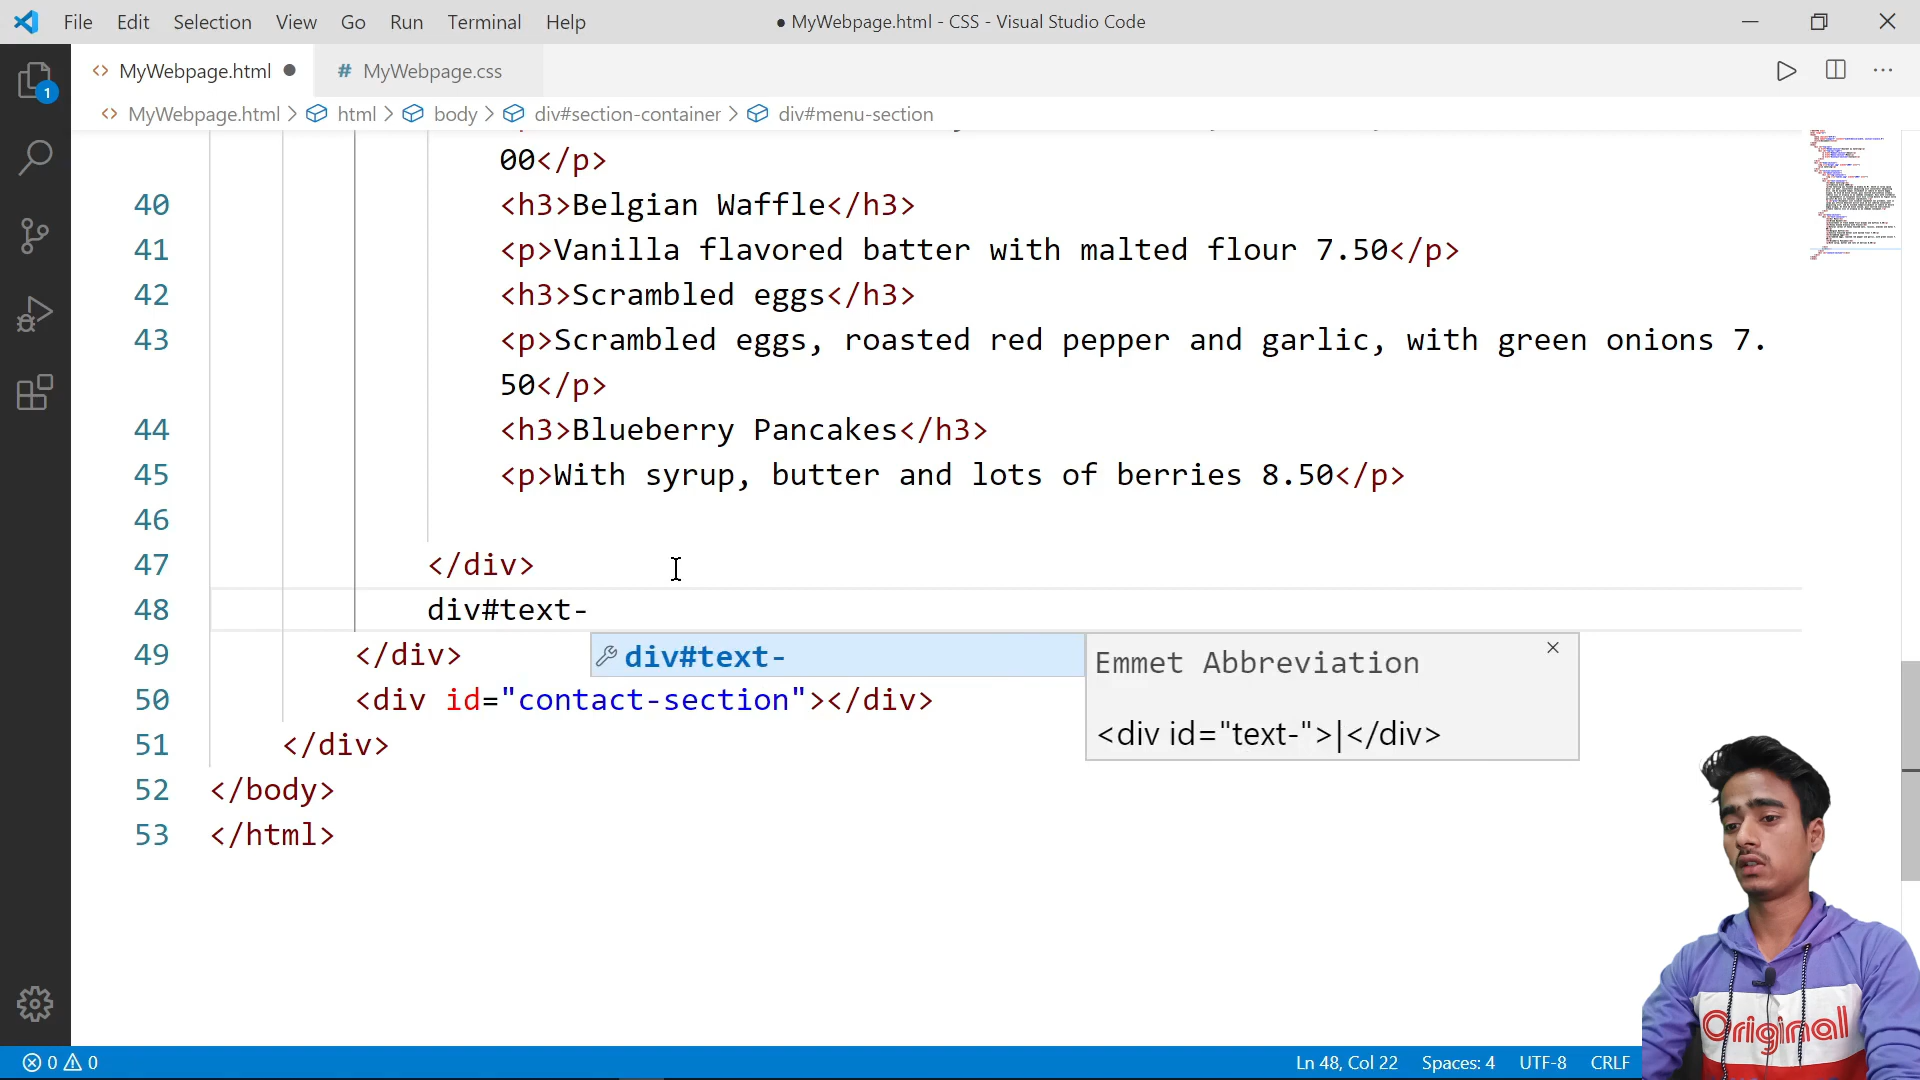 File Edit Selection View Go Run Terminal Help
● MyWebpage.html - CSS - Visual Studio Code
<> MyWebpage.html ●
# MyWebpage.css
<> MyWebpage.html > html > body > div#section-container > div#menu-section
1
00</p>
40 <h3>Belgian Waffle</h3>
41 <p>Vanilla flavored batter with malted flour 7.50</p>
42 <h3>Scrambled eggs</h3>
43 <p>Scrambled eggs, roasted red pepper and garlic, with green onions 7.
50</p>
44 <h3>Blueberry Pancakes</h3>
45 <p>With syrup, butter and lots of berries 8.50</p>
46
47 </div>
48 div#text-
49 </div>
div#text-
Emmet Abbreviation
<div id="text-">|</div>
50 <div id="contact-section"></div>
51 </div>
52 </body>
53 </html>
Original
0 0
Ln 48, Col 22 Spaces: 4 UTF-8 CRLF